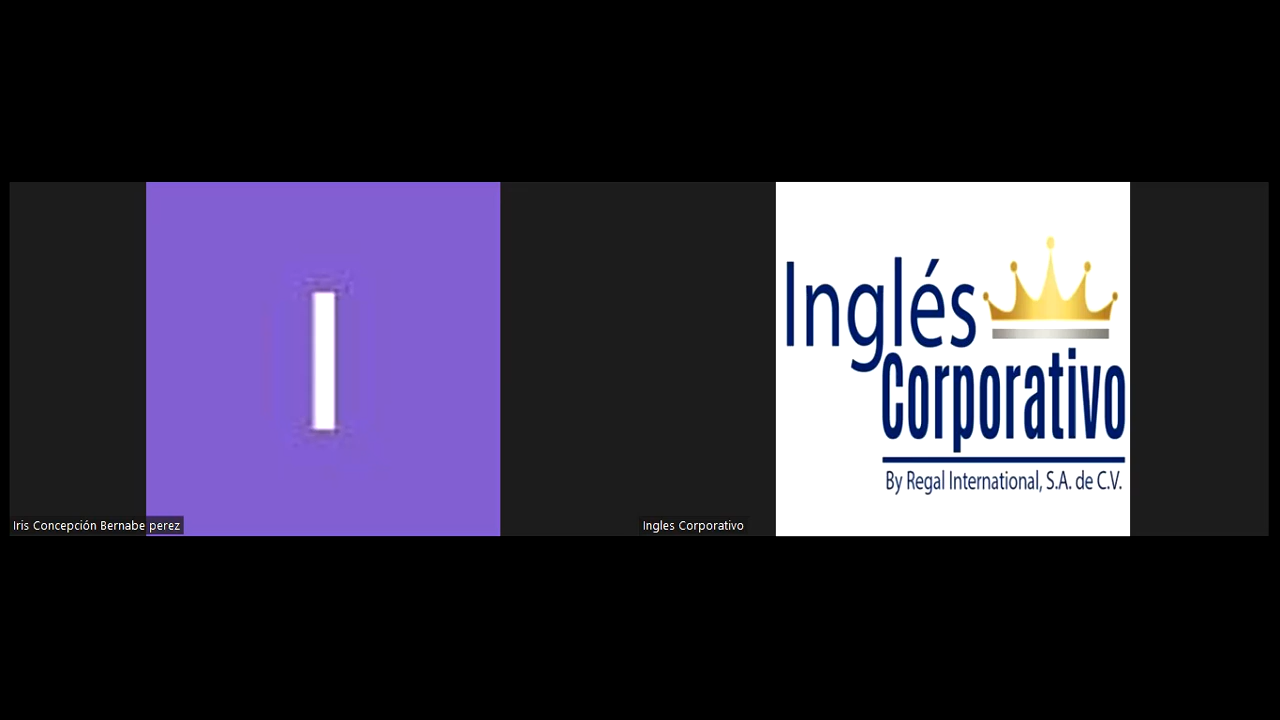 I
Iris Concepción Bernabe perez
Inglés
Corporativo
By Regal International, S.A. de C.V.
Ingles Corporativo